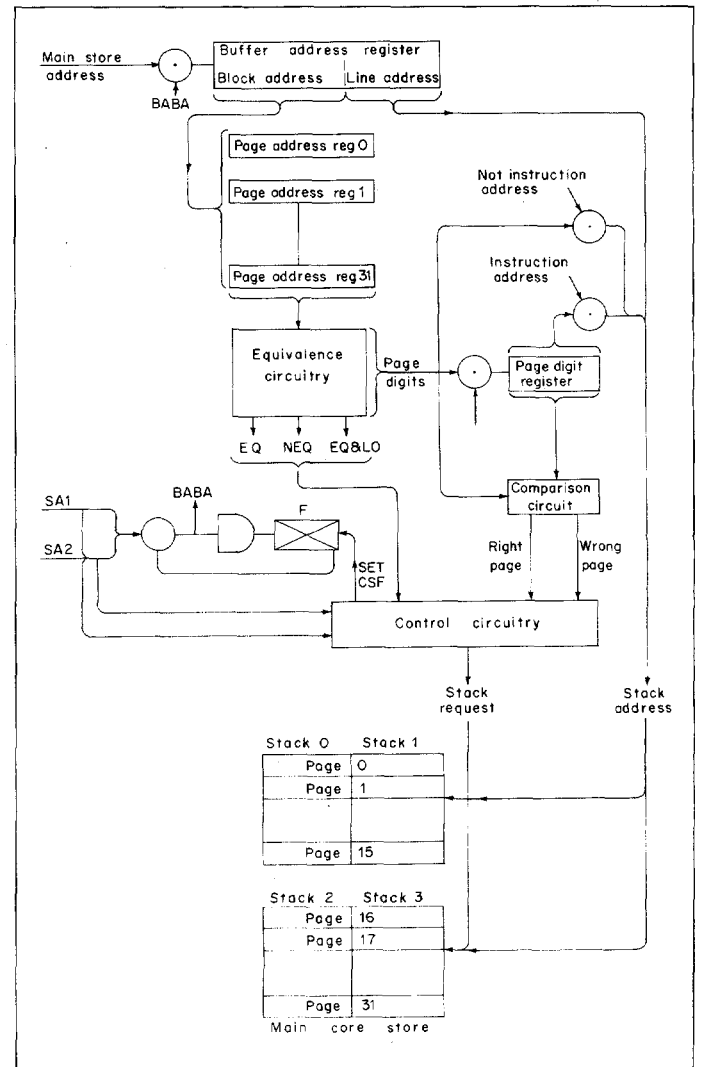 Buffer address register
Main store address
Block address Line address
BABA
Page address reg 0
Page address reg 1
Page address reg 31
Not instruction address
Instruction address
Equivalence circuitry
Page digits
Page digit register
EQ NEQ EQ&LO
BABA
SA1
SA2
F
Comparison circuit
Right page
Wrong page
SET CSF
Control circuitry
Stack request
Stack address
Stack 0 Stack 1
Page 0
Page 1
Page 15
Stack 2 Stack 3
Page 16
Page 17
Page 31
Main core store